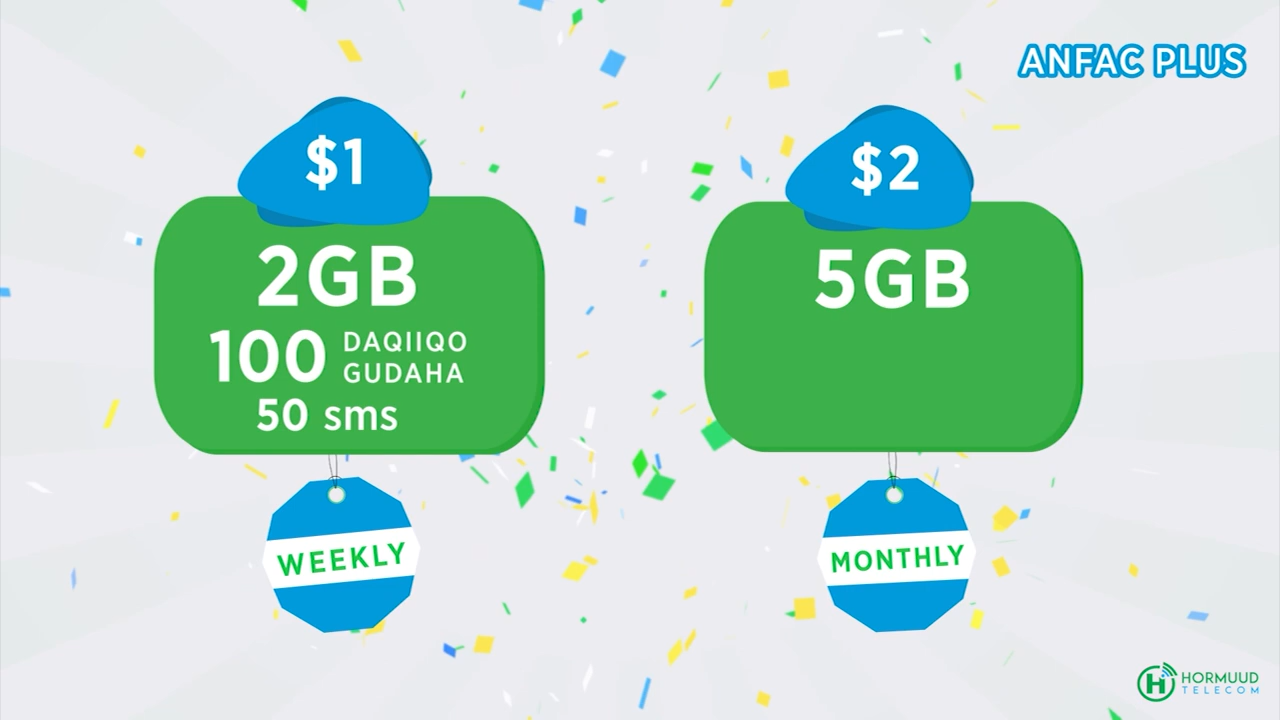 ANFAC PLUS
$1
2GB
100 DAQIIQO
GUDAHA
50 sms
WEEKLY
$2
5GB
MONTHLY
HORMUUD
TELECOM